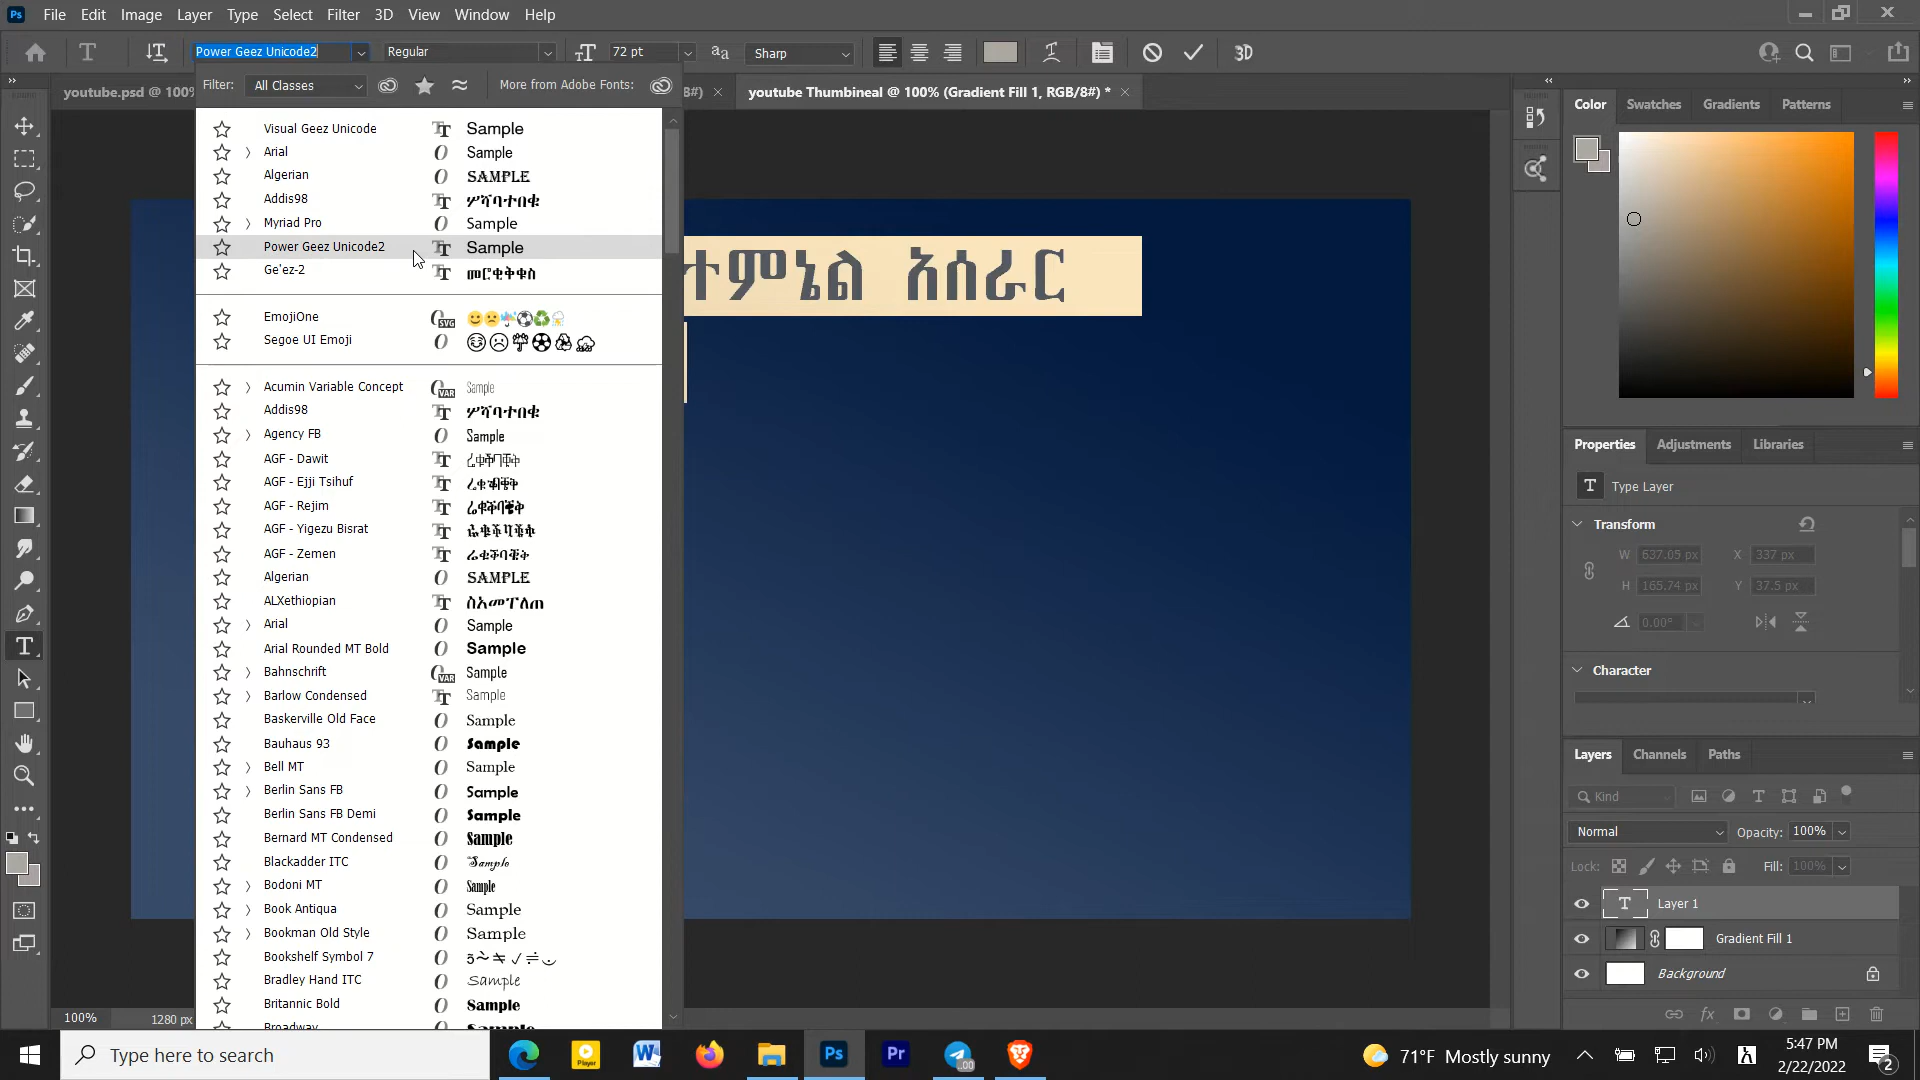 Ps File Edit Image Layer Type Select Filter 3D View Window Help
Power Geez Unicode2 Regular 72 pt Sharp 3D
Filter: All Classes More from Adobe Fonts:
youtube.psd @ 100% youtube Thumbineal @ 100% (Gradient Fill 1, RGB/8#) *
Visual Geez Unicode Sample
Arial Sample
Algerian SAMPLE
Addis98
Myriad Pro Sample
Power Geez Unicode2 Sample
Ge'ez-2
EmojiOne
Segoe UI Emoji
Acumin Variable Concept Sample
Addis98
Agency FB Sample
AGF - Dawit
AGF - Ejji Tsihuf
AGF - Rejim
AGF - Yigezu Bisrat
AGF - Zemen
Algerian SAMPLE
ALXethiopian
Arial Sample
Arial Rounded MT Bold Sample
Bahnschrift Sample
Barlow Condensed Sample
Baskerville Old Face Sample
Bauhaus 93 Sample
Bell MT Sample
Berlin Sans FB Sample
Berlin Sans FB Demi Sample
Bernard MT Condensed Sample
Blackadder ITC Sample
Bodoni MT Sample
Book Antiqua Sample
Bookman Old Style Sample
Bookshelf Symbol 7
Bradley Hand ITC Sample
Britannic Bold Sample
Broadway
ተምኔል አሰራር
Color Swatches Gradients Patterns
Properties Adjustments Libraries
T Type Layer
Transform
W 637.05 px X 337 px
H 165.74 px Y 37.5 px
0.00°
Character
Layers Channels Paths
Kind
Normal Opacity: 100%
Lock: Fill: 100%
T Layer 1
Gradient Fill 1
Background
100% 1280 px
Type here to search
71°F Mostly sunny
5:47 PM
2/22/2022